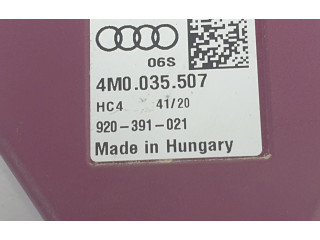 06S
4M0.035.507
HC4 41/20
920-391-021
Made in Hungary